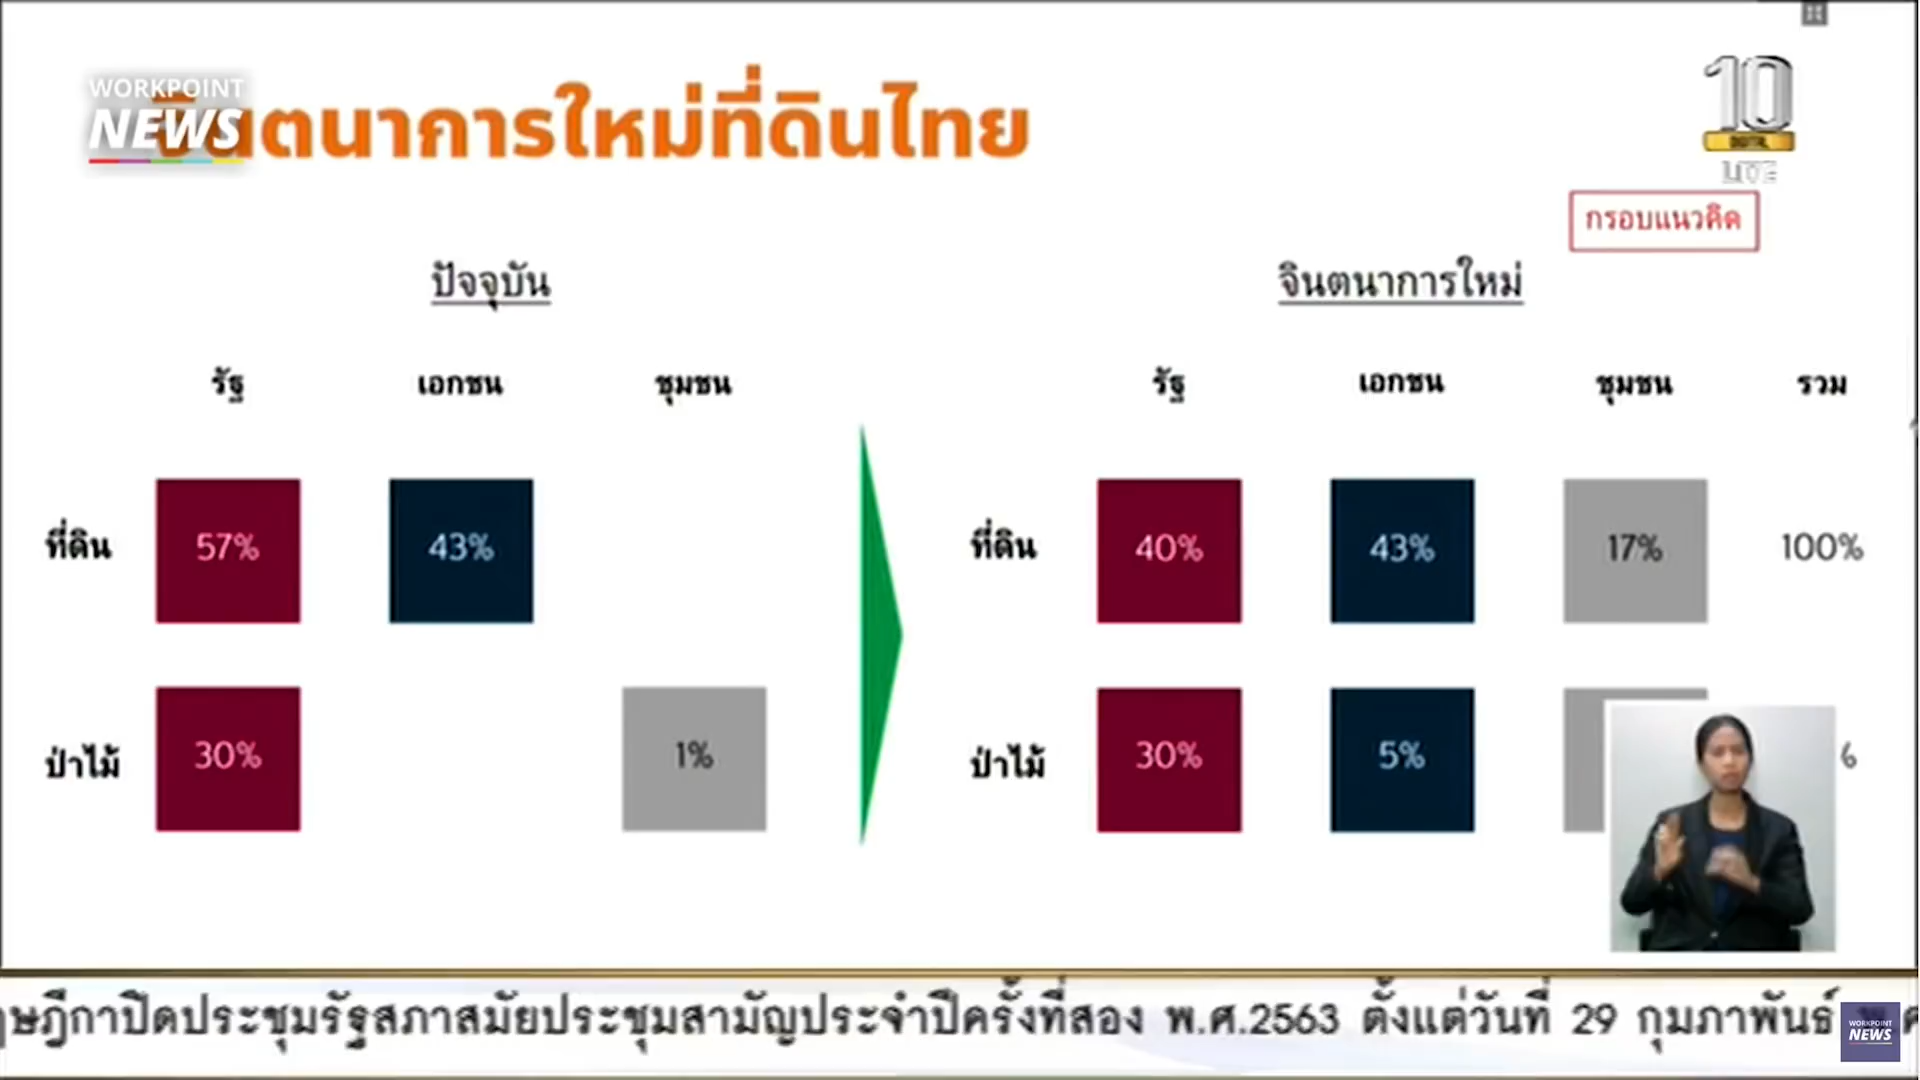 WORKPOINT
NEWS
จินตนาการใหม่ที่ดินไทย
10
LIVE
กรอบแนวคิด
ปัจจุบัน
จินตนาการใหม่
รัฐ เอกชน ชุมชน
รัฐ เอกชน ชุมชน รวม
ที่ดิน 57% 43%
ที่ดิน 40% 43% 17% 100%
ป่าไม้ 30% 1%
ป่าไม้ 30% 5%
ปิดประชุมรัฐสภาสมัยประชุมสามัญประจำปีครั้งที่สอง พ.ศ.2563 ตั้งแต่วันที่ 29 กุมภาพันธ์
WORKPOINT
NEWS